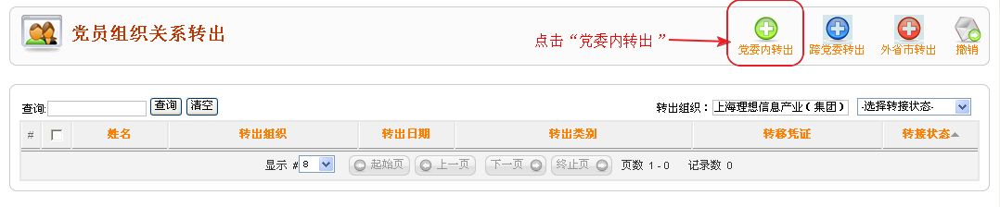 党员组织关系转出
点击“党委内转出 ”
党委内转出 跨党委转出 外省市转出 撤销
查询: 查询 清空 转出组织：上海理想信息产业（集团） -选择转接状态-
# 姓名 转出组织 转出日期 转出类别 转移凭证 转接状态
显示 # 8 起始页 上一页 下一页 终止页 页数 1 - 0 记录数 0